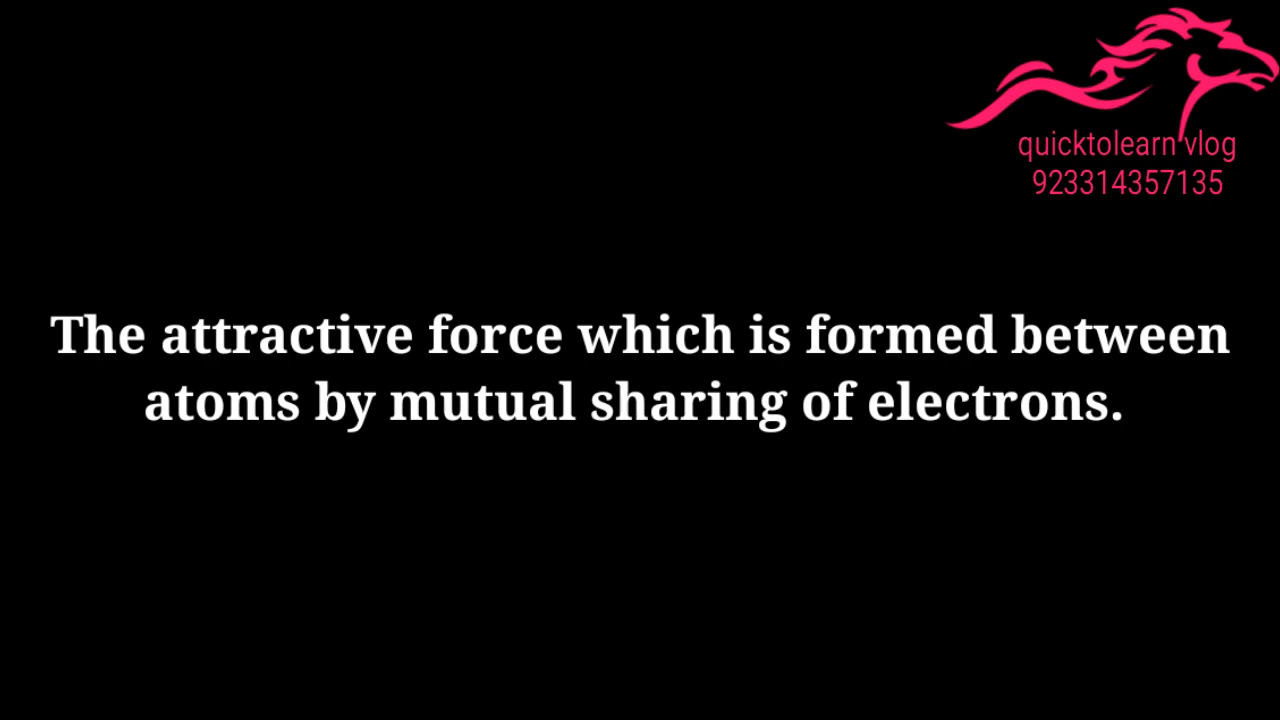 quicktolearn vlog
923314357135
The attractive force which is formed between
atoms by mutual sharing of electrons.